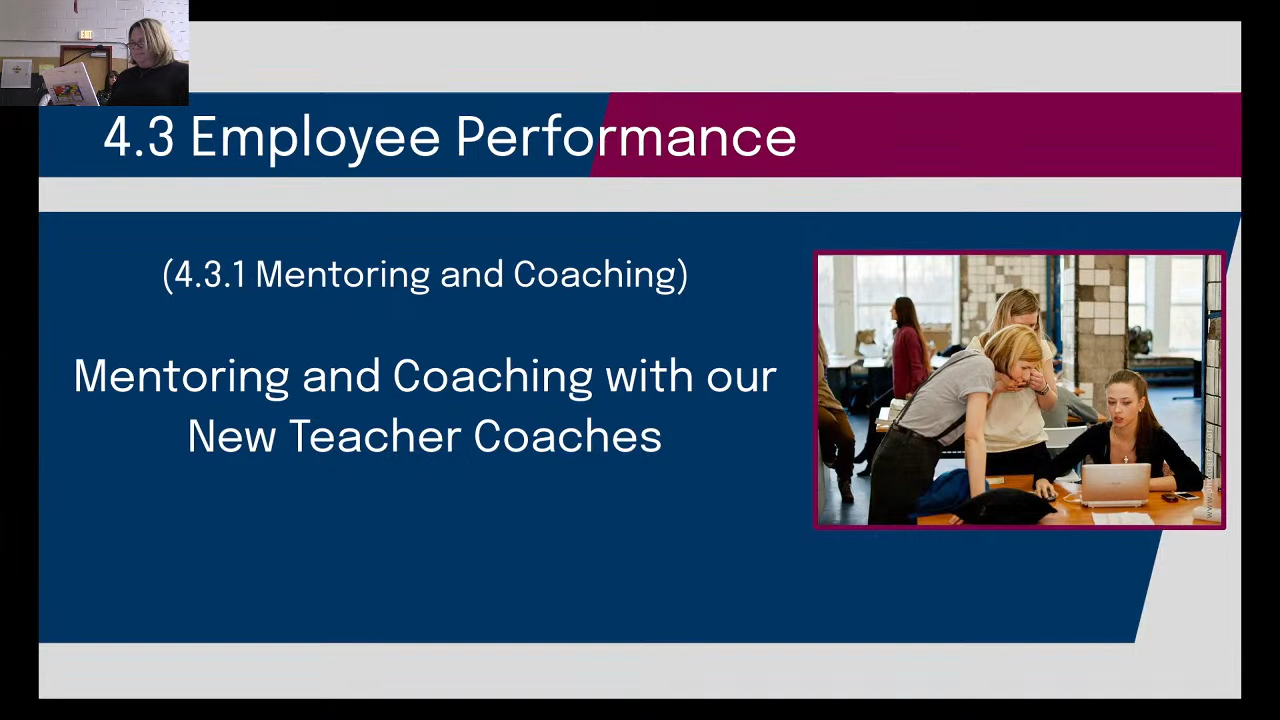 4.3 Employee Performance
(4.3.1 Mentoring and Coaching)
Mentoring and Coaching with our
New Teacher Coaches